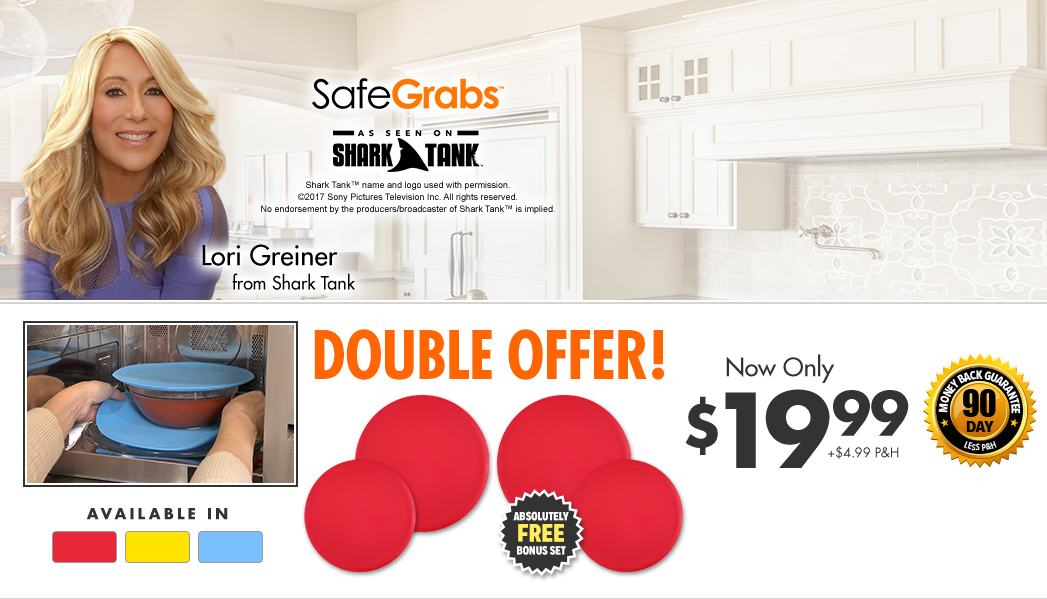 SafeGrabs™
AS SEEN ON
SHARK TANK™
Shark Tank™ name and logo used with permission.
©2017 Sony Pictures Television Inc. All rights reserved.
No endorsement by the producers/broadcaster of Shark Tank™ is implied.
Lori Greiner
from Shark Tank
DOUBLE OFFER!
Now Only
$19.99
+$4.99 P&H
MONEY BACK GUARANTEE
90
DAY
LESS P&H
ABSOLUTELY
FREE
BONUS SET
AVAILABLE IN